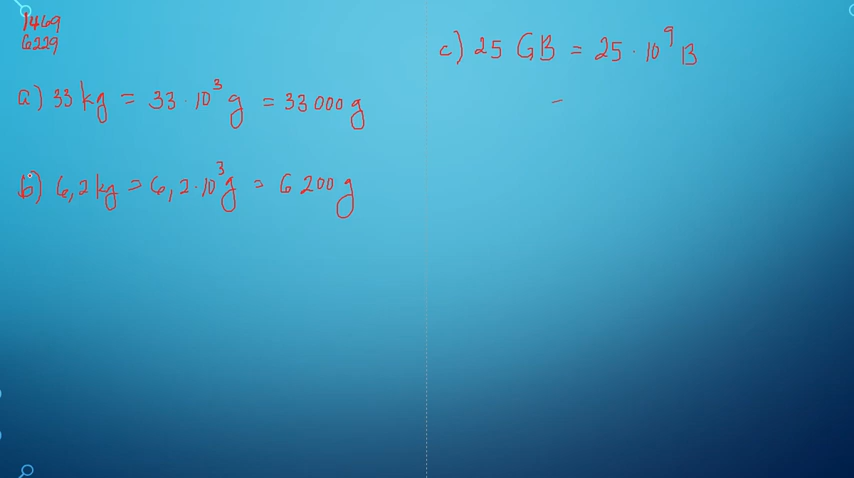 1469
6229
a) 33 kg = 33 · 10³ g = 33 000 g
b) 6,2 kg = 6,2 · 10³ g = 6 200 g
c) 25 GB = 25 · 10⁹ B